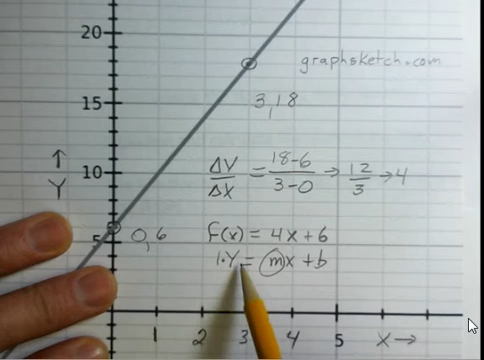 20
graphsketch.com
15
3,18
ΔY/ΔX = 18-6/3-0 → 12/3 → 4
10
↑
Y
5
0,6
F(x) = 4x+6
1·Y = mx + b
1 2 3 4 5 X→